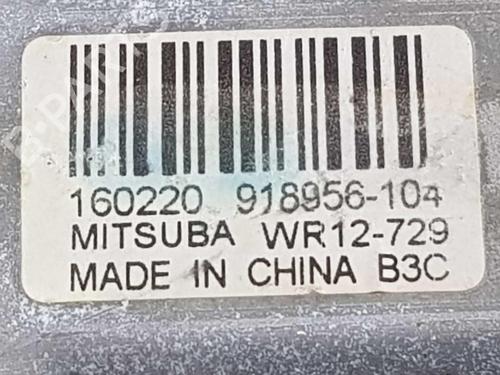 160220 918956-104
MITSUBA WR12-729
MADE IN CHINA B3C